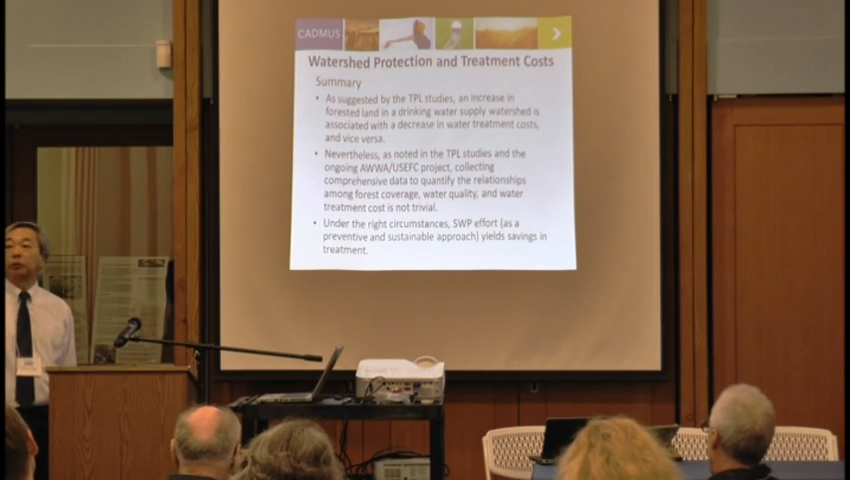 CADMUS
Watershed Protection and Treatment Costs
Summary
• As suggested by the TPL studies, an increase in
forested land in a drinking water supply watershed is
associated with a decrease in water treatment costs,
and vice versa.
• Nevertheless, as noted in the TPL studies and the
ongoing AWWA/USEFC project, collecting
comprehensive data to quantify the relationships
among forest coverage, water quality, and water
treatment cost is not trivial.
• Under the right circumstances, SWP effort (as a
preventive and sustainable approach) yields savings in
treatment.